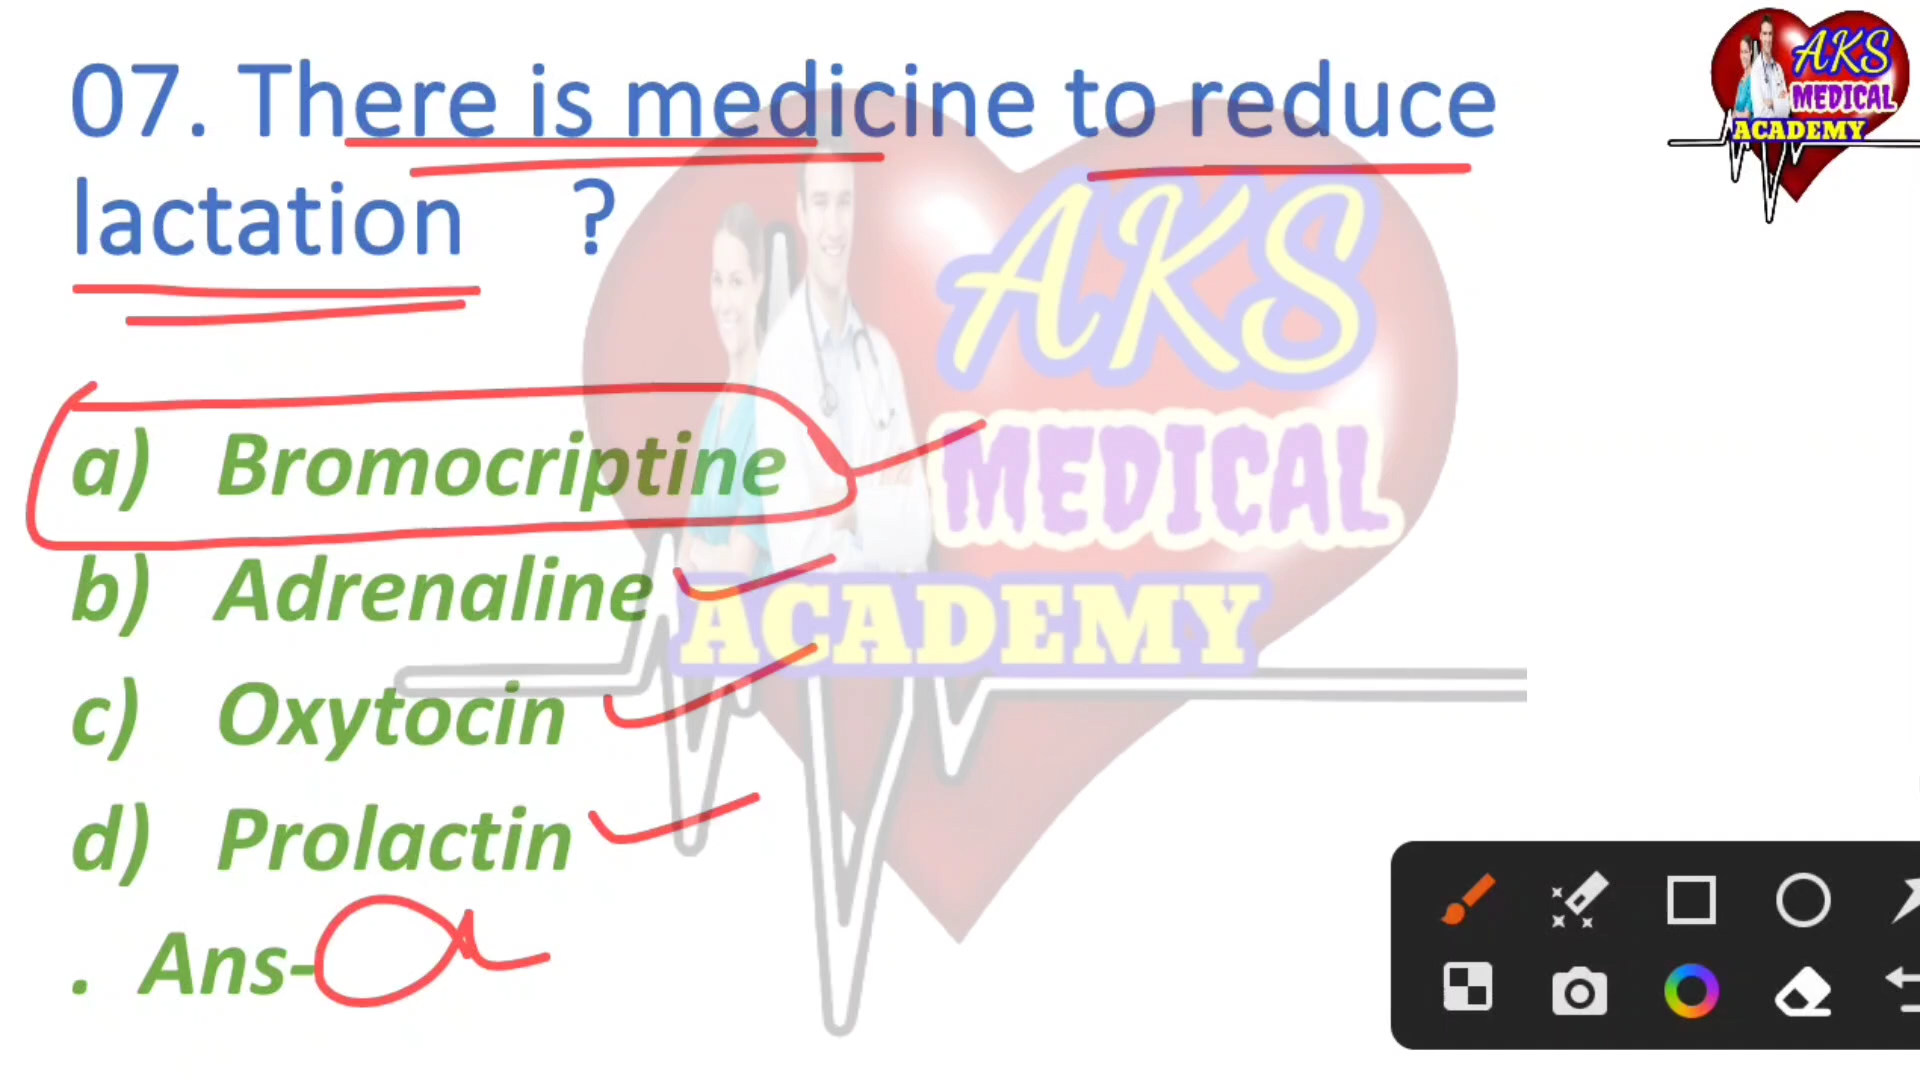 07. There is medicine to reduce
lactation ?
a) Bromocriptine
b) Adrenaline
c) Oxytocin
d) Prolactin
. Ans- a
AKS
MEDICAL
ACADEMY
AKS
MEDICAL
ACADEMY